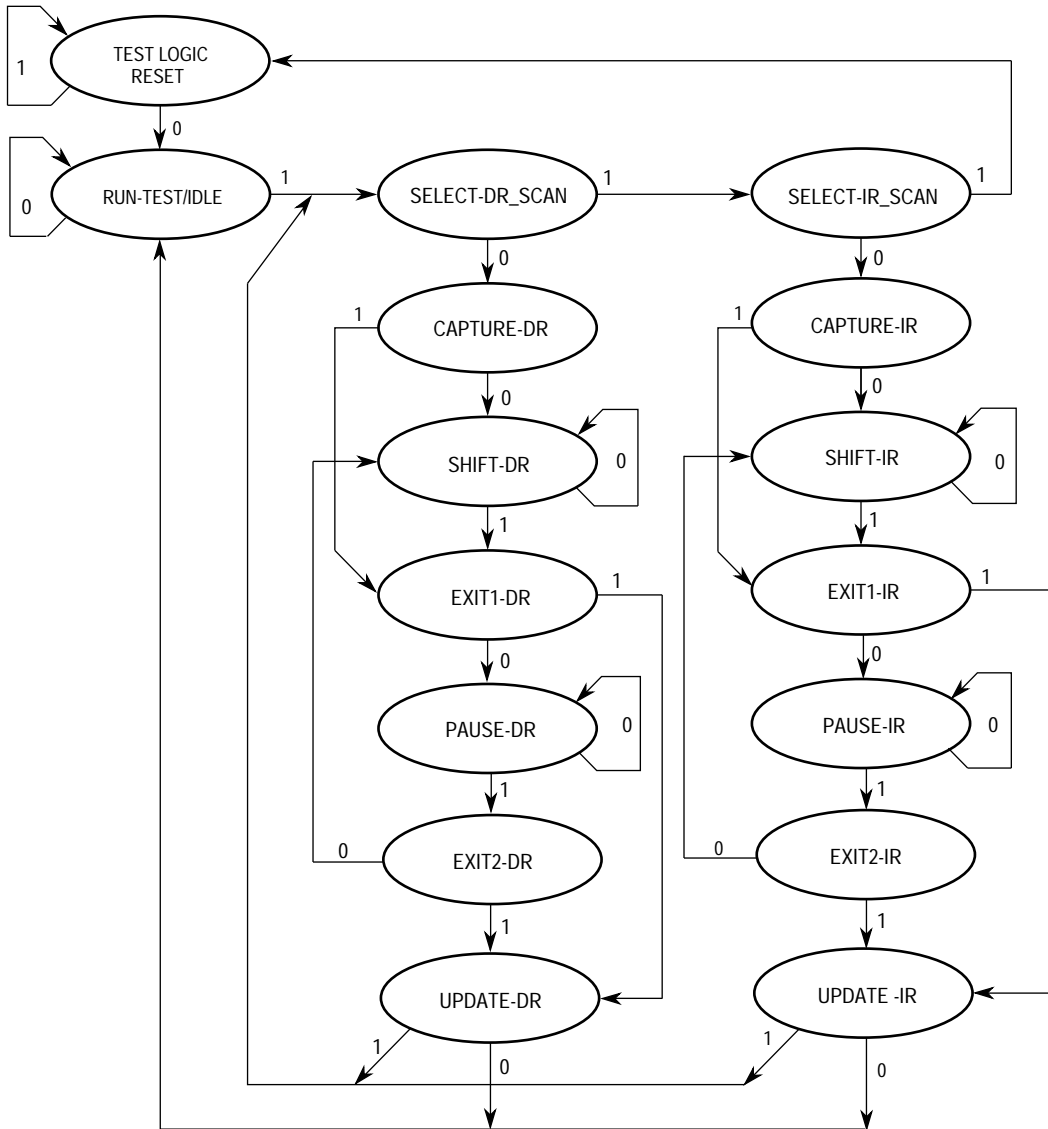 TEST LOGIC
RESET
1
0
RUN-TEST/IDLE
0
1
SELECT-DR_SCAN
1
SELECT-IR_SCAN
1
0
0
CAPTURE-DR
1
CAPTURE-IR
1
0
0
SHIFT-DR
0
SHIFT-IR
0
1
1
EXIT1-DR
1
EXIT1-IR
1
0
0
PAUSE-DR
0
PAUSE-IR
0
1
1
EXIT2-DR
0
EXIT2-IR
0
1
1
UPDATE-DR
UPDATE -IR
1
0
1
0